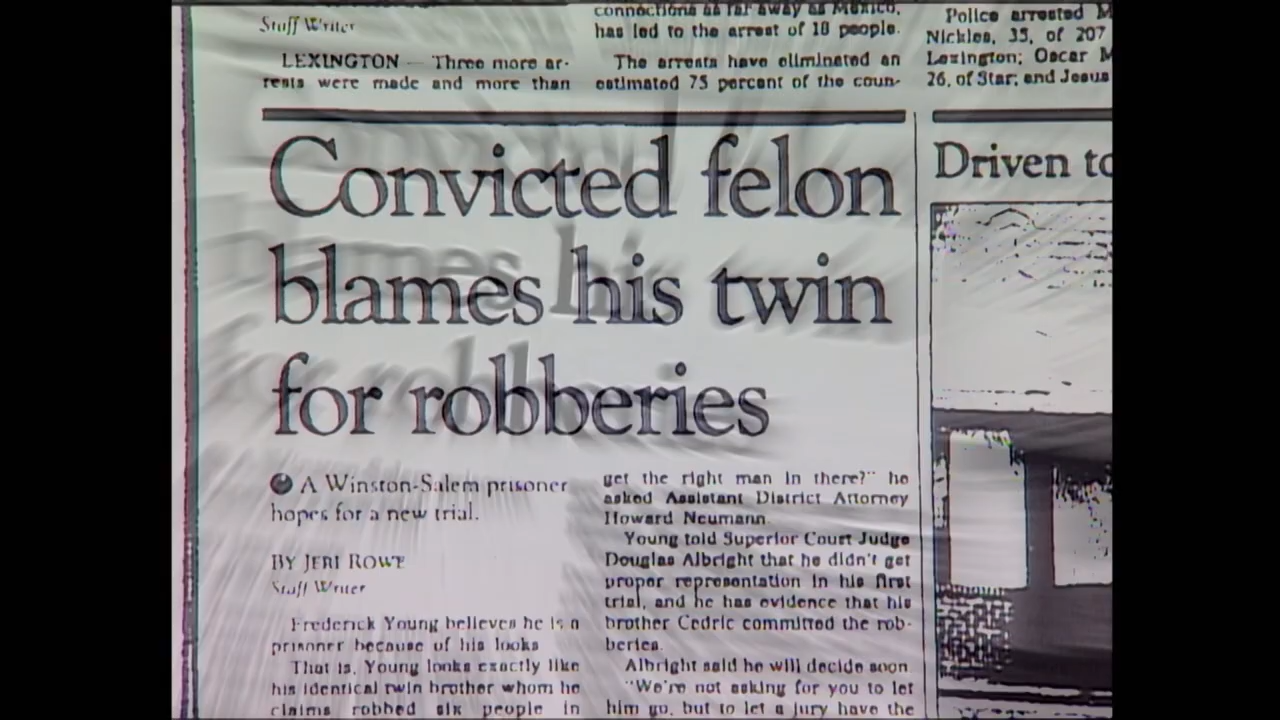 Staff Writer
LEXINGTON — Three more ar-
rests were made and more than
connections as far away as Mexico,
has led to the arrest of 18 people.
The arrests have eliminated an
estimated 75 percent of the coun-
Police arrested M
Nickles, 35, of 207
Lexington; Oscar M
26, of Star; and Jesus
Convicted felon
blames his twin
for robberies
A Winston-Salem prisoner
hopes for a new trial.
BY JERI ROWE
Staff Writer
Frederick Young believes he is a
prisoner because of his looks
That is, Young looks exactly like
his identical twin brother whom he
claims robbed six people in
get the right man in there?" he
asked Assistant District Attorney
Howard Neumann.
Young told Superior Court Judge
Douglas Albright that he didn't get
proper representation in his first
trial, and he has evidence that his
brother Cedric committed the rob-
beries.
Albright said he will decide soon.
"We're not asking for you to let
him go, but to let a jury have the
Driven to